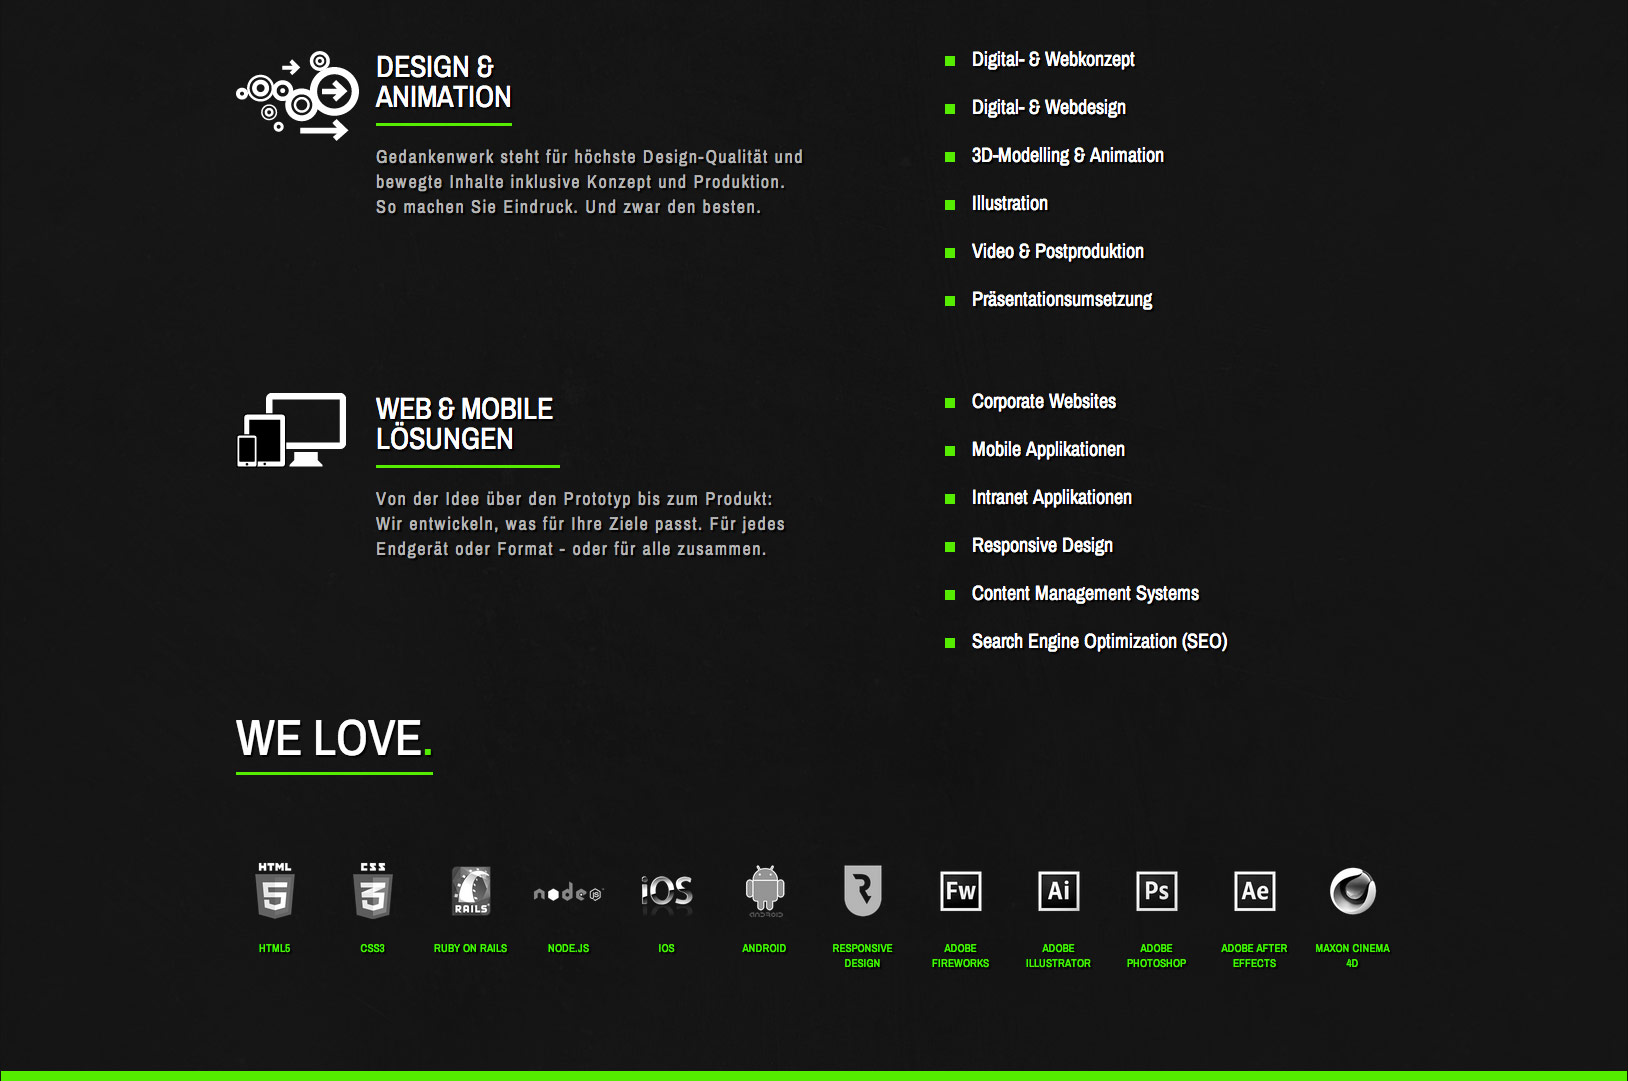 DESIGN &
ANIMATION
Gedankenwerk steht für höchste Design-Qualität und
bewegte Inhalte inklusive Konzept und Produktion.
So machen Sie Eindruck. Und zwar den besten.
Digital- & Webkonzept
Digital- & Webdesign
3D-Modelling & Animation
Illustration
Video & Postproduktion
Präsentationsumsetzung
WEB & MOBILE
LÖSUNGEN
Von der Idee über den Prototyp bis zum Produkt:
Wir entwickeln, was für Ihre Ziele passt. Für jedes
Endgerät oder Format - oder für alle zusammen.
Corporate Websites
Mobile Applikationen
Intranet Applikationen
Responsive Design
Content Management Systems
Search Engine Optimization (SEO)
WE LOVE.
HTML 5
CSS 3
RAILS
node JS
iOS
ANDROID
R
Fw
Ai
Ps
Ae
HTML5
CSS3
RUBY ON RAILS
NODE.JS
IOS
ANDROID
RESPONSIVE
DESIGN
ADOBE
FIREWORKS
ADOBE
ILLUSTRATOR
ADOBE
PHOTOSHOP
ADOBE AFTER
EFFECTS
MAXON CINEMA
4D